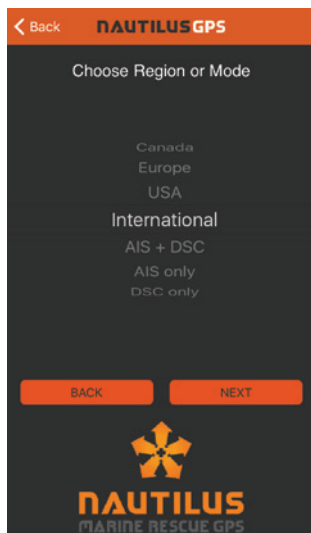 Back
NAUTILUS GPS
Choose Region or Mode
Canada
Europe
USA
International
AIS + DSC
AIS only
DSC only
BACK
NEXT
NAUTILUS
MARINE RESCUE GPS